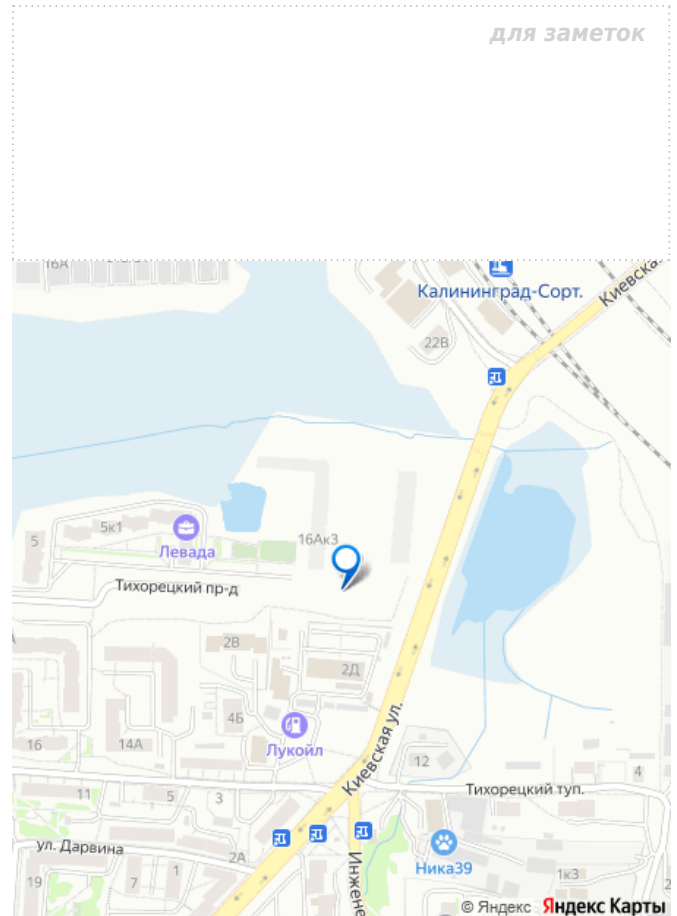 для заметок
16А
Калининград-Сорт.
Киевская
22В
5к1
5
Левада
16Ак3
Тихорецкий пр-д
2В
2Д
4Б
Лукойл
16
14А
Киевская ул.
12
Тихорецкий туп.
4
11
5
3
ул. Дарвина
2А
19
7
1
Инжене
Ника39
1к3
2
© Яндекс Яндекс Карты